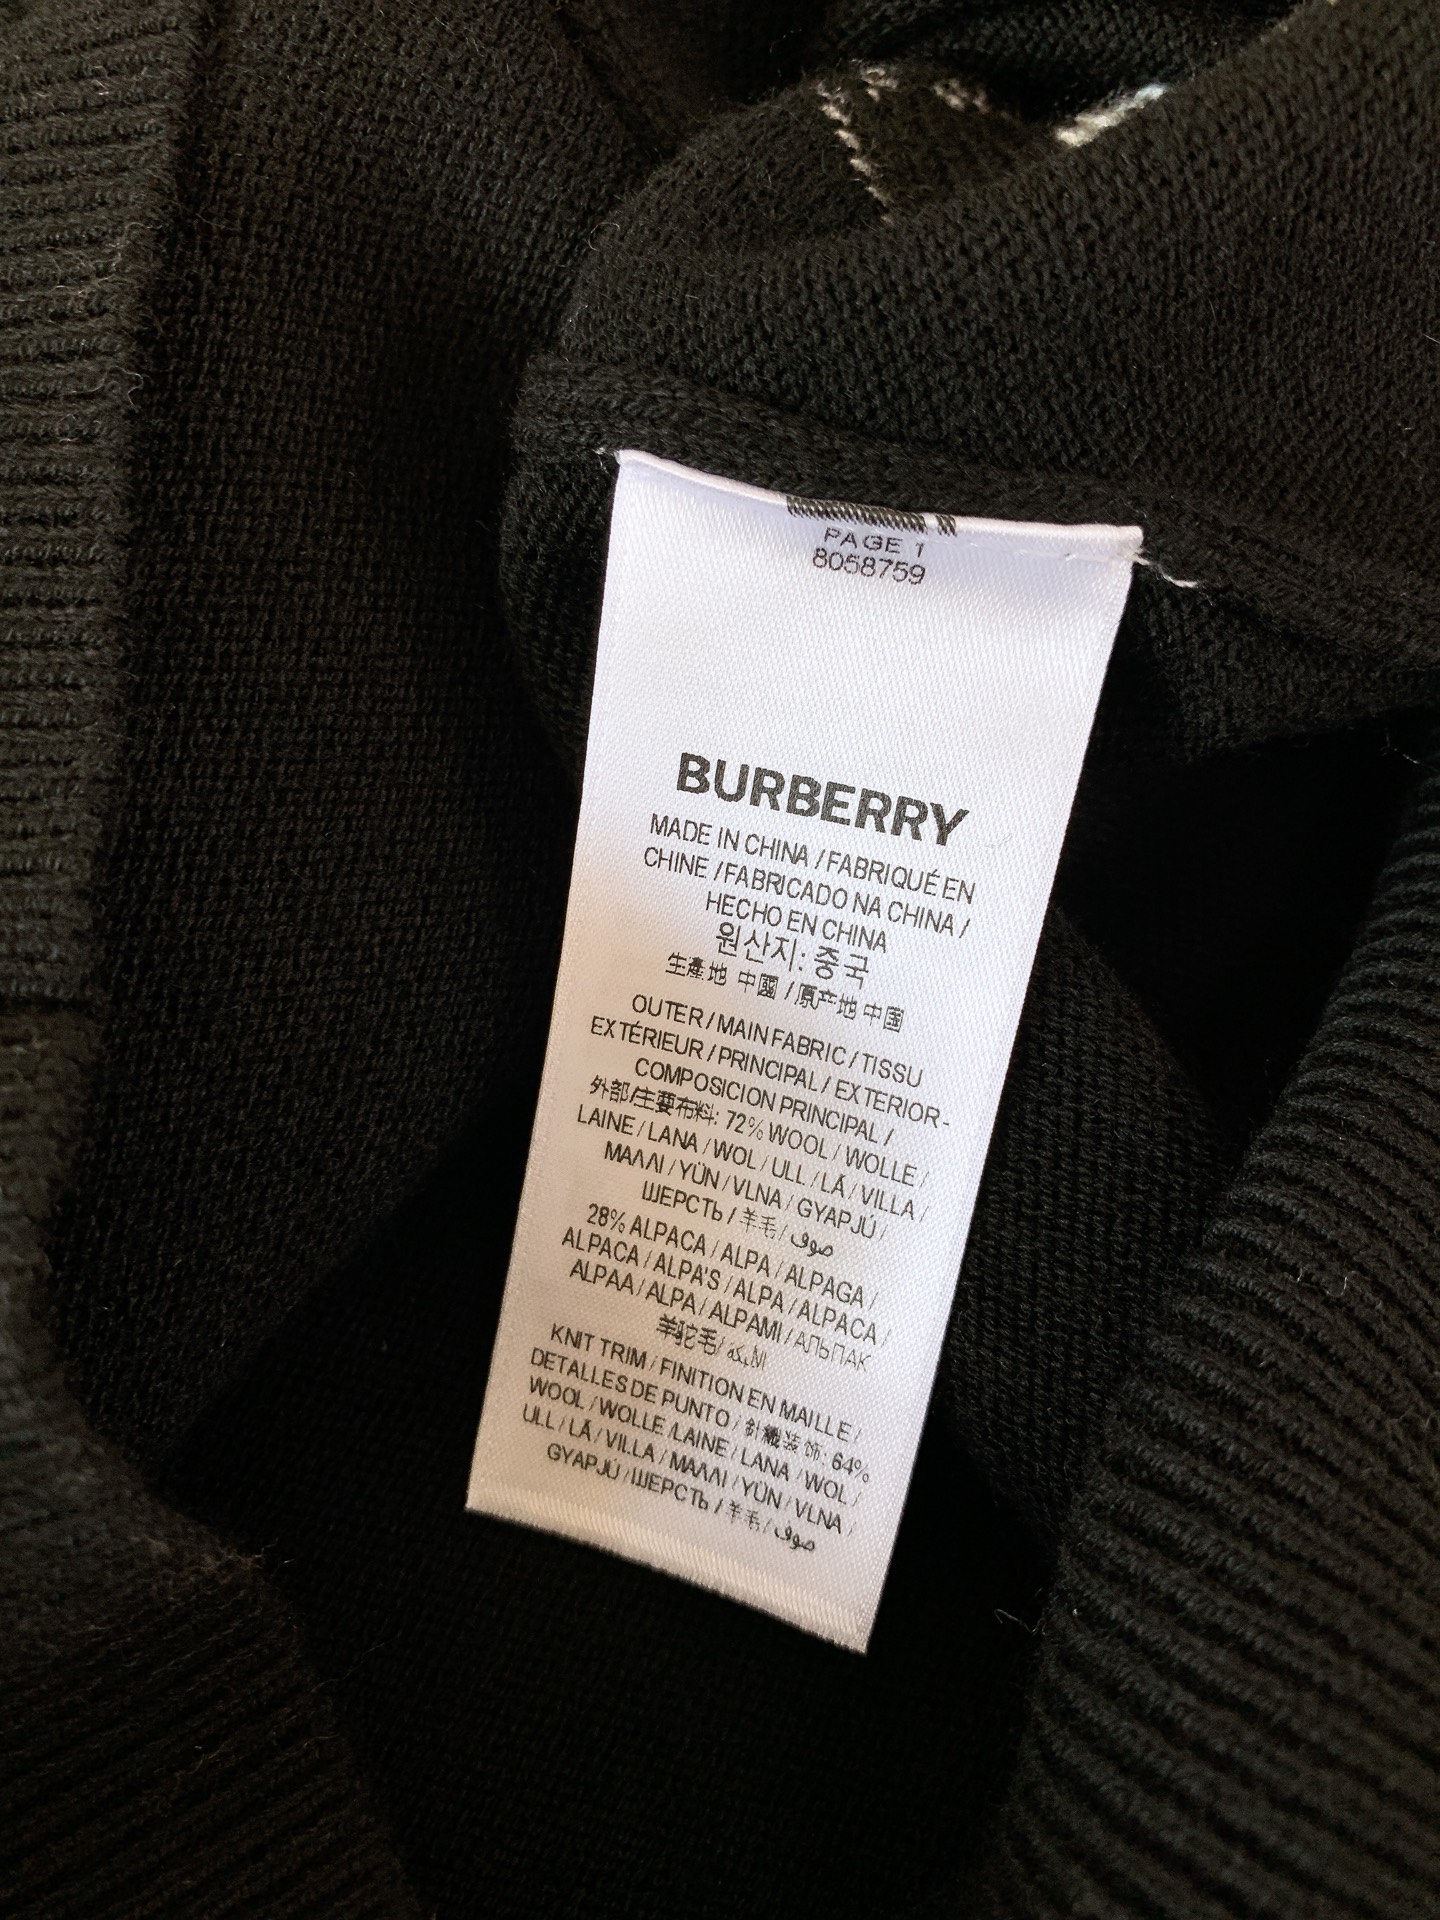 PAGE 1
8058759
BURBERRY
MADE IN CHINA / FABRIQUÉ EN
CHINE / FABRICADO NA CHINA /
HECHO EN CHINA
원산지: 중국
生產地 中國 / 原产地 中國
OUTER / MAIN FABRIC / TISSU
EXTÉRIEUR / PRINCIPAL / EXTERIOR-
COMPOSICION PRINCIPAL /
外部/主要布料: 72% WOOL / WOLLE /
LAINE / LANA / WOL / ULL / LÃ / VILLA /
ΜΑΛΛΙ / YÜN / VLNA / GYAPJÚ /
ШЕРСТЬ / 羊毛 / صوف
28% ALPACA / ALPA / ALPAGA /
ALPACA / ALPA'S / ALPA / ALPACA /
ALPAA / ALPA / ALPAMI / АЛЬПАК
羊驼毛/
KNIT TRIM / FINITION EN MAILLE /
DETALLES DE PUNTO / 針織装饰: 64%
WOOL / WOLLE /LAINE / LANA / WOL /
ULL / LÃ / VILLA / ΜΑΛΛΙ / YÜN / VLNA /
GYAPJÚ / ШЕРСТЬ / 羊毛 / صوف